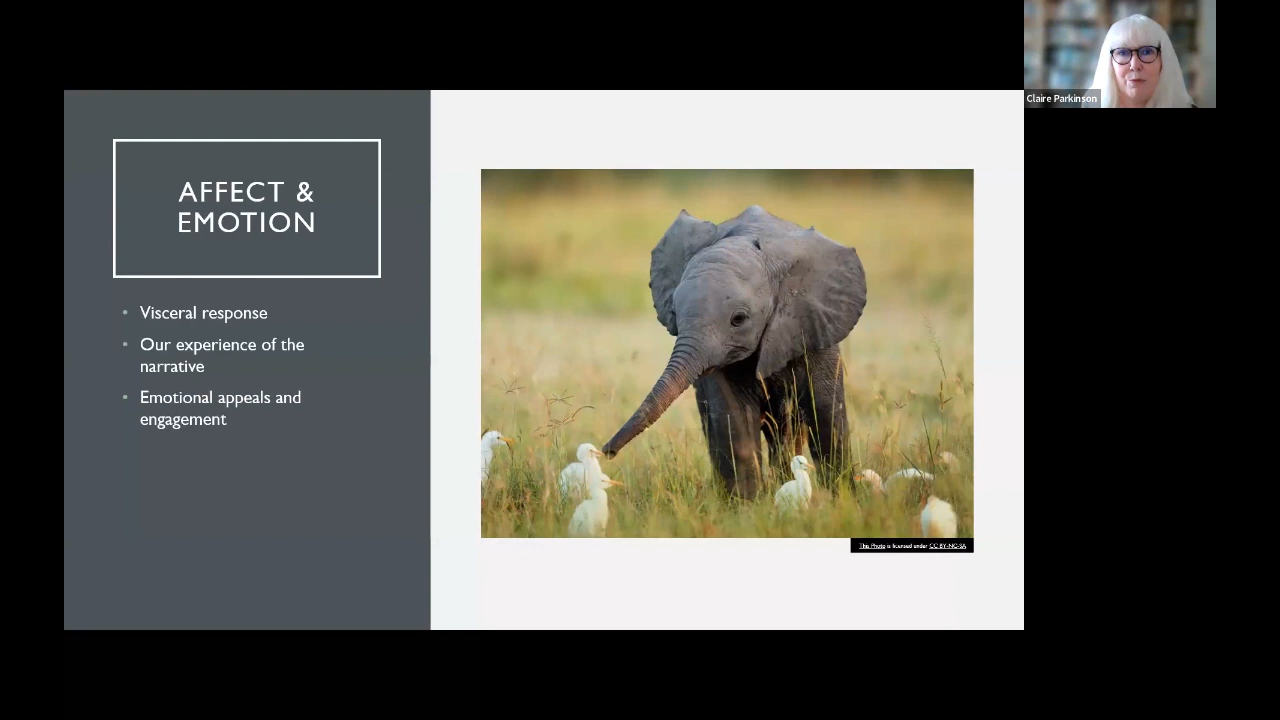 Claire Parkinson
AFFECT &
EMOTION
• Visceral response
• Our experience of the
narrative
• Emotional appeals and
engagement
This Photo is licensed under CC BY-NC-SA